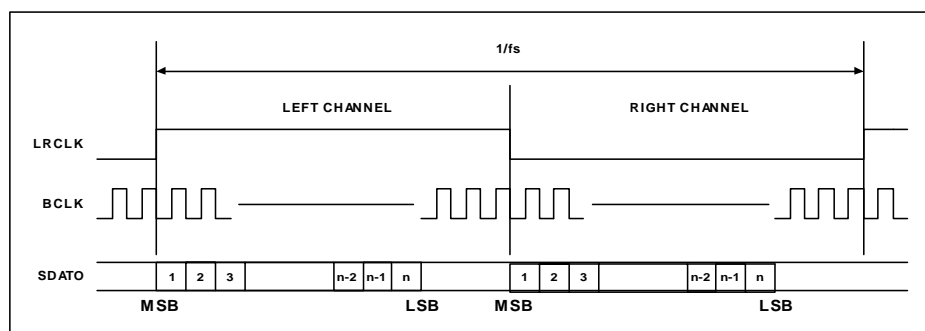 1/fs
LEFT CHANNEL RIGHT CHANNEL
LRCLK
BCLK
SDATO 1 2 3 n-2 n-1 n 1 2 3 n-2 n-1 n
MSB LSB MSB LSB